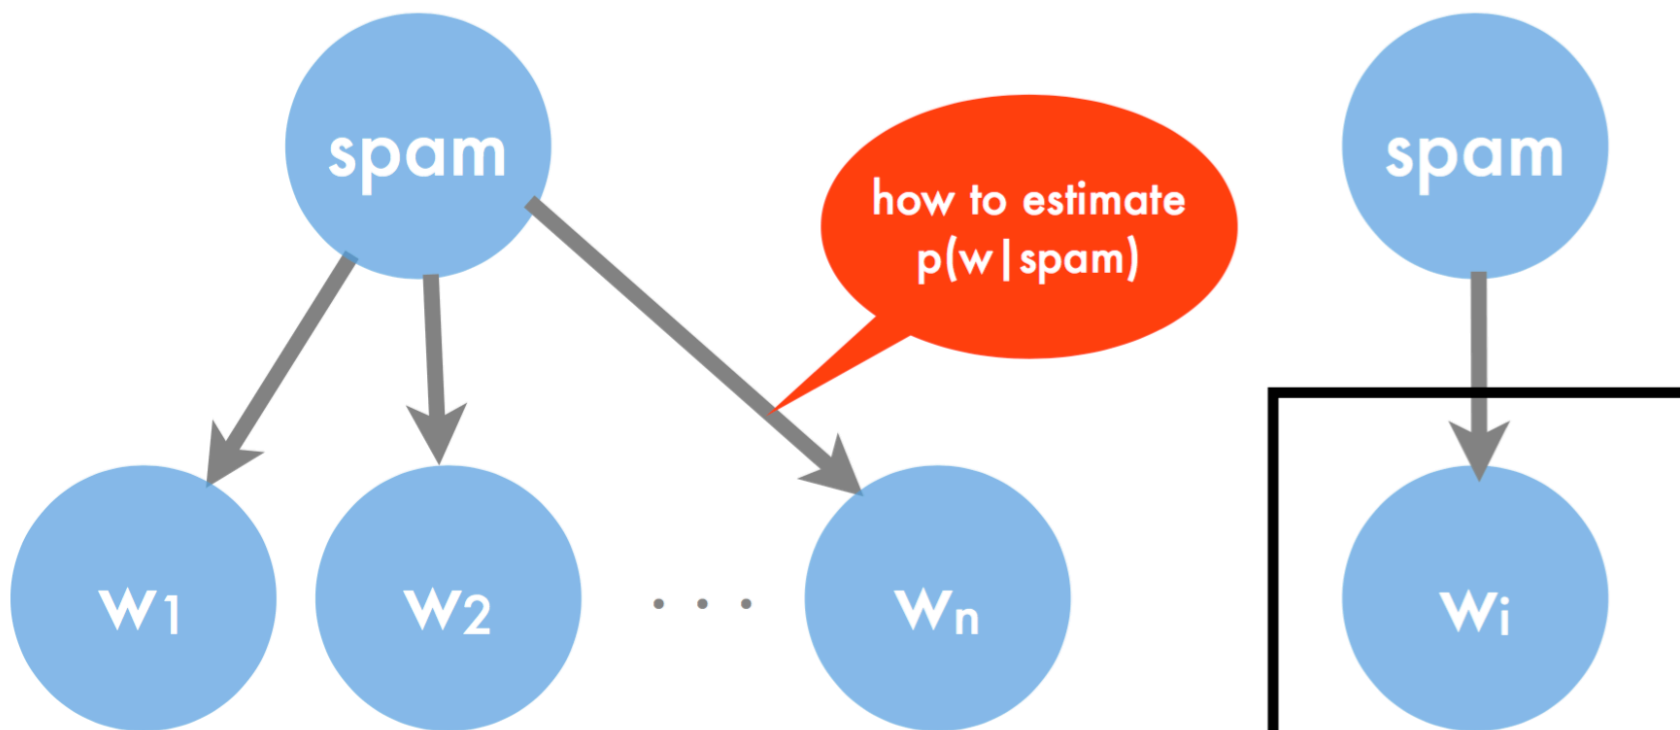 spam
how to estimate
p(w|spam)
spam
w1
w2
. . .
wn
wi